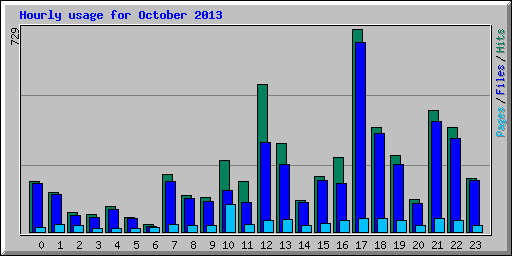 Hourly usage for October 2013
729
Pages / Files / Hits
0 1 2 3 4 5 6 7 8 9 10 11 12 13 14 15 16 17 18 19 20 21 22 23